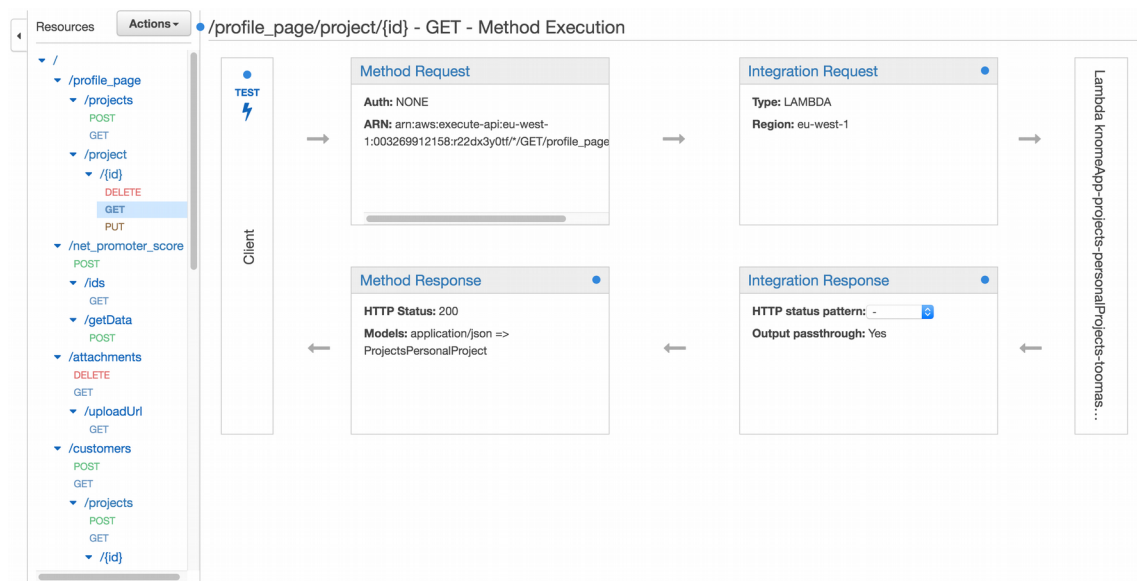 Resources
Actions
/profile_page/project/{id} - GET - Method Execution
/
/profile_page
/projects
POST
GET
/project
/{id}
DELETE
GET
PUT
/net_promoter_score
POST
/ids
GET
/getData
POST
/attachments
DELETE
GET
/uploadUrl
GET
/customers
POST
GET
/projects
POST
GET
/{id}
TEST
Client
Method Request
Auth: NONE
ARN: arn:aws:execute-api:eu-west-
1:003269912158:r22dx3y0tf/*/GET/profile_page
Integration Request
Type: LAMBDA
Region: eu-west-1
Lambda knomeApp-projects-personalProjects-toomas...
Method Response
HTTP Status: 200
Models: application/json =>
ProjectsPersonalProject
Integration Response
HTTP status pattern: -
Output passthrough: Yes